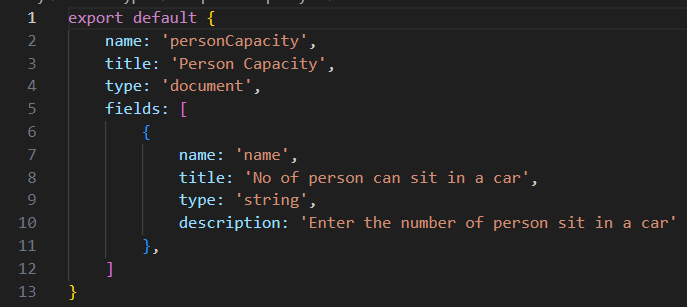 1 export default {
2 name: 'personCapacity',
3 title: 'Person Capacity',
4 type: 'document',
5 fields: [
6 {
7 name: 'name',
8 title: 'No of person can sit in a car',
9 type: 'string',
10 description: 'Enter the number of person sit in a car'
11 },
12 ]
13 }